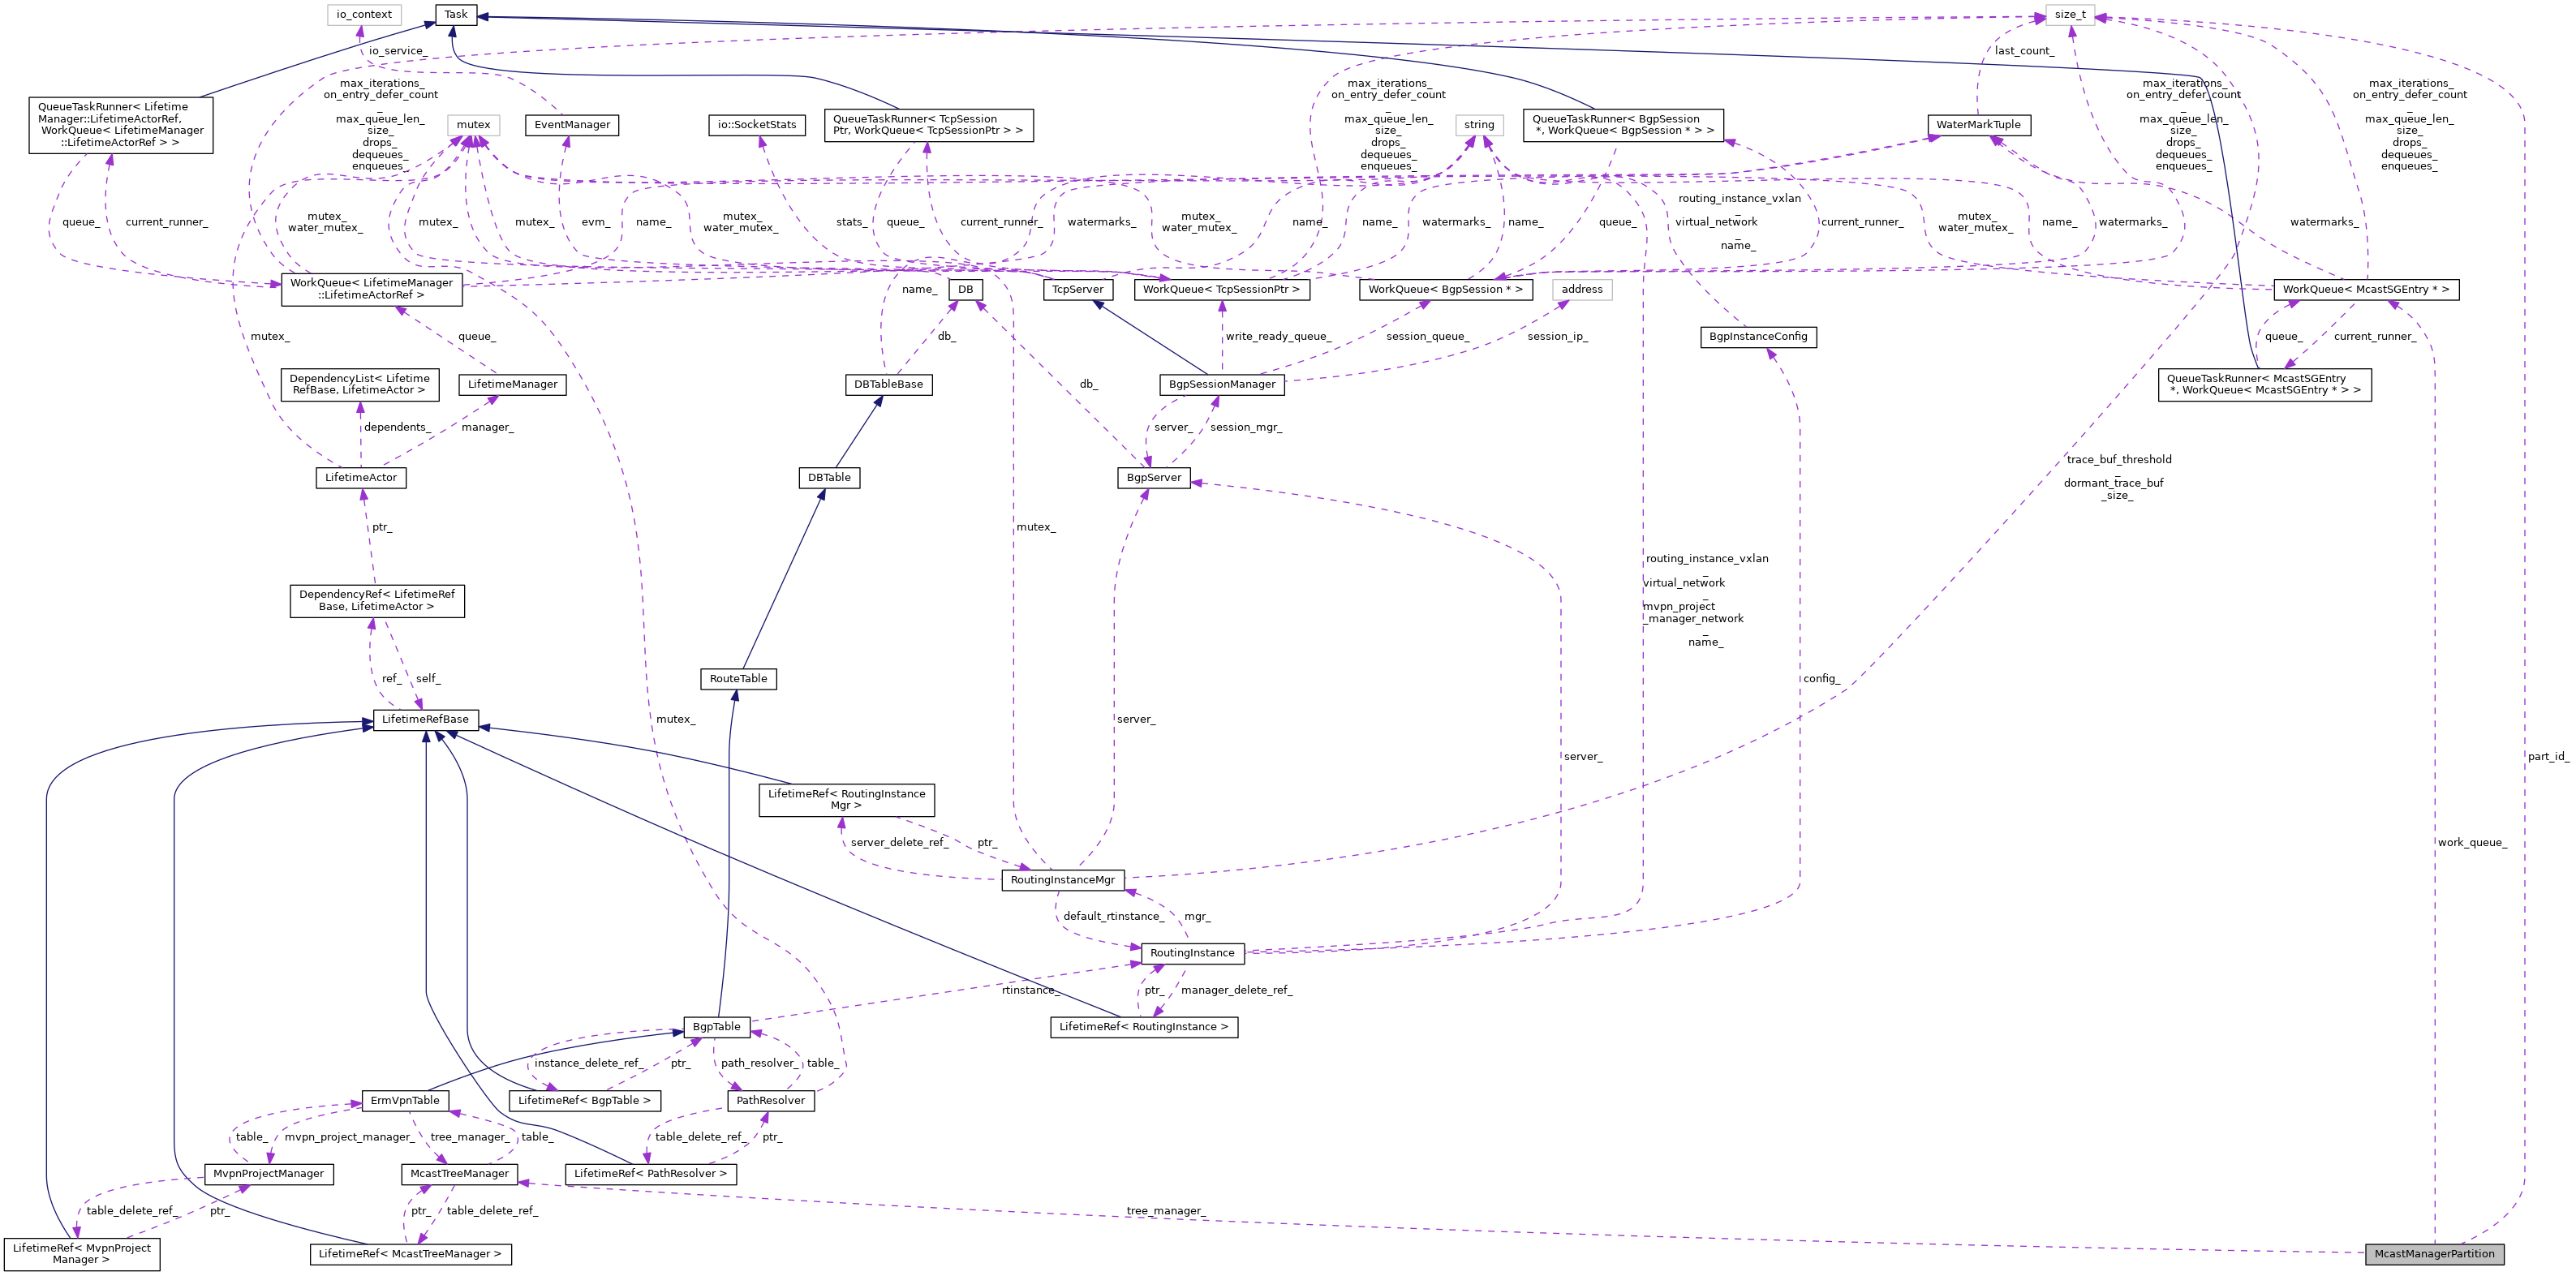 io_context
Task
size_t
io_service_
last_count_
max_iterations_
on_entry_defer_count
_
max_queue_len_
size_
drops_
dequeues_
enqueues_
max_iterations_
on_entry_defer_count
_
max_queue_len_
size_
drops_
dequeues_
enqueues_
max_iterations_
on_entry_defer_count
_
max_queue_len_
size_
drops_
dequeues_
enqueues_
max_iterations_
on_entry_defer_count
_
max_queue_len_
size_
drops_
dequeues_
enqueues_
QueueTaskRunner< Lifetime
Manager::LifetimeActorRef,
WorkQueue< LifetimeManager
::LifetimeActorRef > >
mutex
EventManager
io::SocketStats
QueueTaskRunner< TcpSession
Ptr, WorkQueue< TcpSessionPtr > >
string
QueueTaskRunner< BgpSession
*, WorkQueue< BgpSession * > >
WaterMarkTuple
queue_
current_runner_
mutex_
water_mutex_
mutex_
mutex_
evm_
name_
mutex_
water_mutex_
stats_
queue_
current_runner_
watermarks_
mutex_
water_mutex_
name_
name_
watermarks_
name_
queue_
routing_instance_vxlan
_
virtual_network
_
name_
current_runner_
mutex_
water_mutex_
name_
watermarks_
watermarks_
WorkQueue< LifetimeManager
::LifetimeActorRef >
name_
DB
TcpServer
WorkQueue< TcpSessionPtr >
WorkQueue< BgpSession * >
address
WorkQueue< McastSGEntry * >
mutex_
queue_
db_
write_ready_queue_
session_queue_
session_ip_
BgpInstanceConfig
queue_
current_runner_
DependencyList< Lifetime
RefBase, LifetimeActor >
LifetimeManager
DBTableBase
db_
BgpSessionManager
QueueTaskRunner< McastSGEntry
*, WorkQueue< McastSGEntry * > >
dependents_
manager_
server_
session_mgr_
LifetimeActor
DBTable
BgpServer
trace_buf_threshold
_
dormant_trace_buf
_size_
ptr_
mutex_
routing_instance_vxlan
_
virtual_network
_
mvpn_project
_manager_network
_
name_
DependencyRef< LifetimeRef
Base, LifetimeActor >
ref_
self_
RouteTable
config_
LifetimeRefBase
mutex_
server_
server_
part_id_
LifetimeRef< RoutingInstance
Mgr >
server_delete_ref_
ptr_
work_queue_
RoutingInstanceMgr
default_rtinstance_
mgr_
RoutingInstance
rtinstance_
ptr_
manager_delete_ref_
BgpTable
LifetimeRef< RoutingInstance >
instance_delete_ref_
ptr_
path_resolver_
table_
ErmVpnTable
LifetimeRef< BgpTable >
PathResolver
table_
mvpn_project_manager_
tree_manager_
table_
table_delete_ref_
ptr_
MvpnProjectManager
McastTreeManager
LifetimeRef< PathResolver >
table_delete_ref_
ptr_
ptr_
table_delete_ref_
tree_manager_
LifetimeRef< MvpnProject
Manager >
LifetimeRef< McastTreeManager >
McastManagerPartition